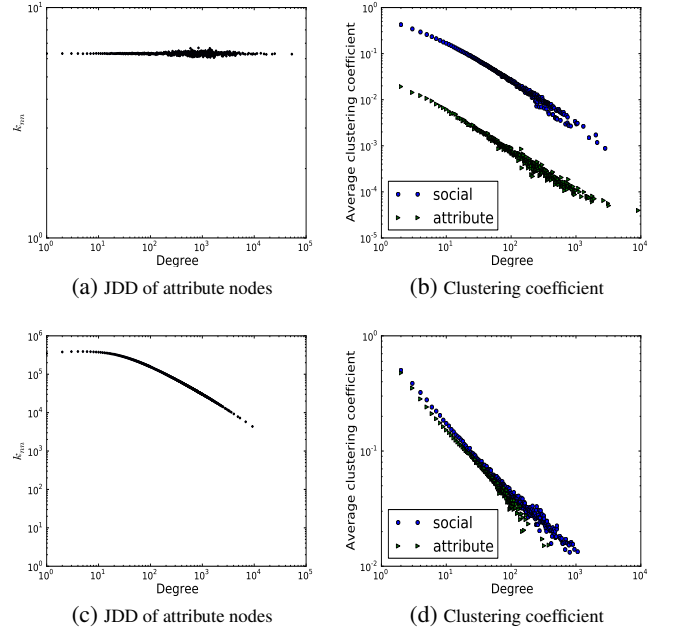 10^1
k_nn
10^0
10^0 10^1 10^2 10^3 10^4 10^5
Degree
(a) JDD of attribute nodes
10^0
10^-1
10^-2
10^-3
10^-4
10^-5
Average clustering coefficient
social
attribute
10^0 10^1 10^2 10^3 10^4
Degree
(b) Clustering coefficient
10^6
10^5
10^4
10^3
10^2
10^1
10^0
k_nn
10^0 10^1 10^2 10^3 10^4 10^5
Degree
(c) JDD of attribute nodes
10^0
10^-1
10^-2
Average clustering coefficient
social
attribute
10^0 10^1 10^2 10^3 10^4
Degree
(d) Clustering coefficient